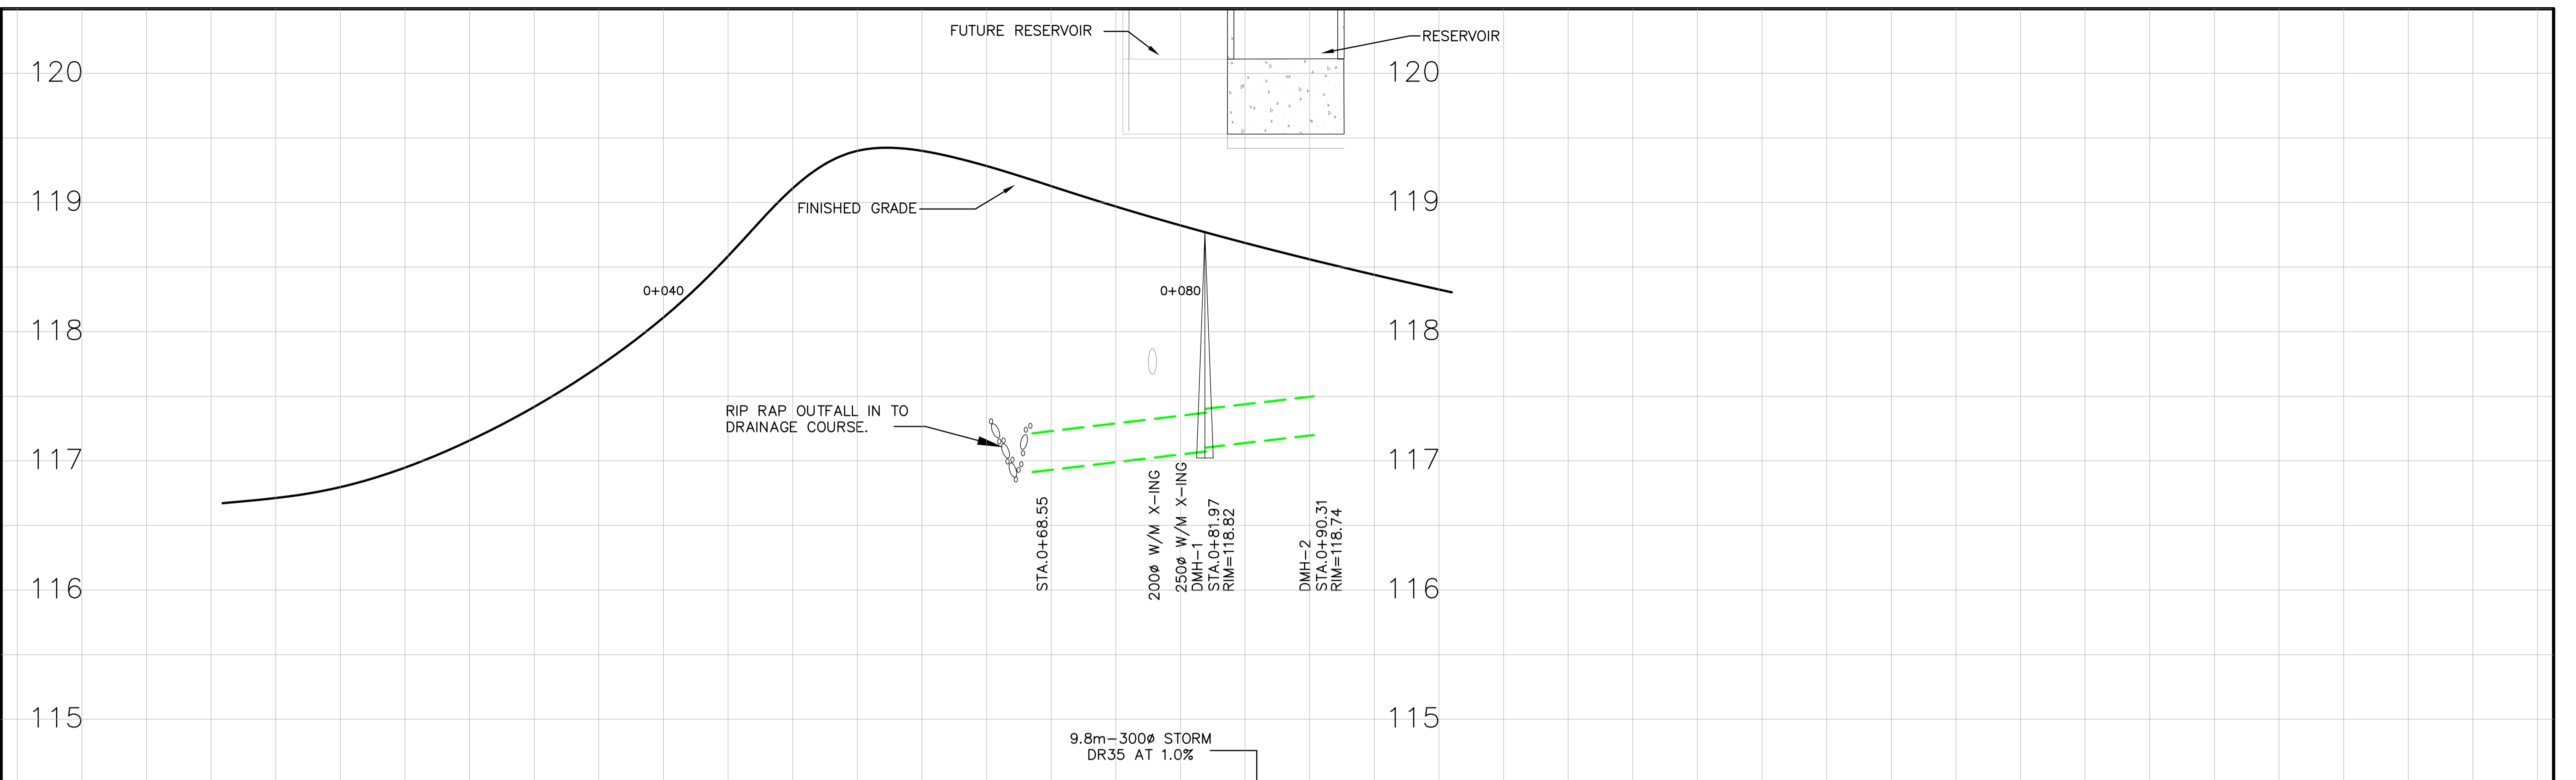 FUTURE RESERVOIR
RESERVOIR
120
120
119
FINISHED GRADE
119
0+040
0+080
118
118
RIP RAP OUTFALL IN TO
DRAINAGE COURSE.
117
117
STA.0+68.55
200ø W/M X-ING
250ø W/M X-ING
DMH-1
STA.0+81.97
RIM=118.82
DMH-2
STA.0+90.31
RIM=118.74
116
116
115
115
9.8m-300ø STORM
DR35 AT 1.0%